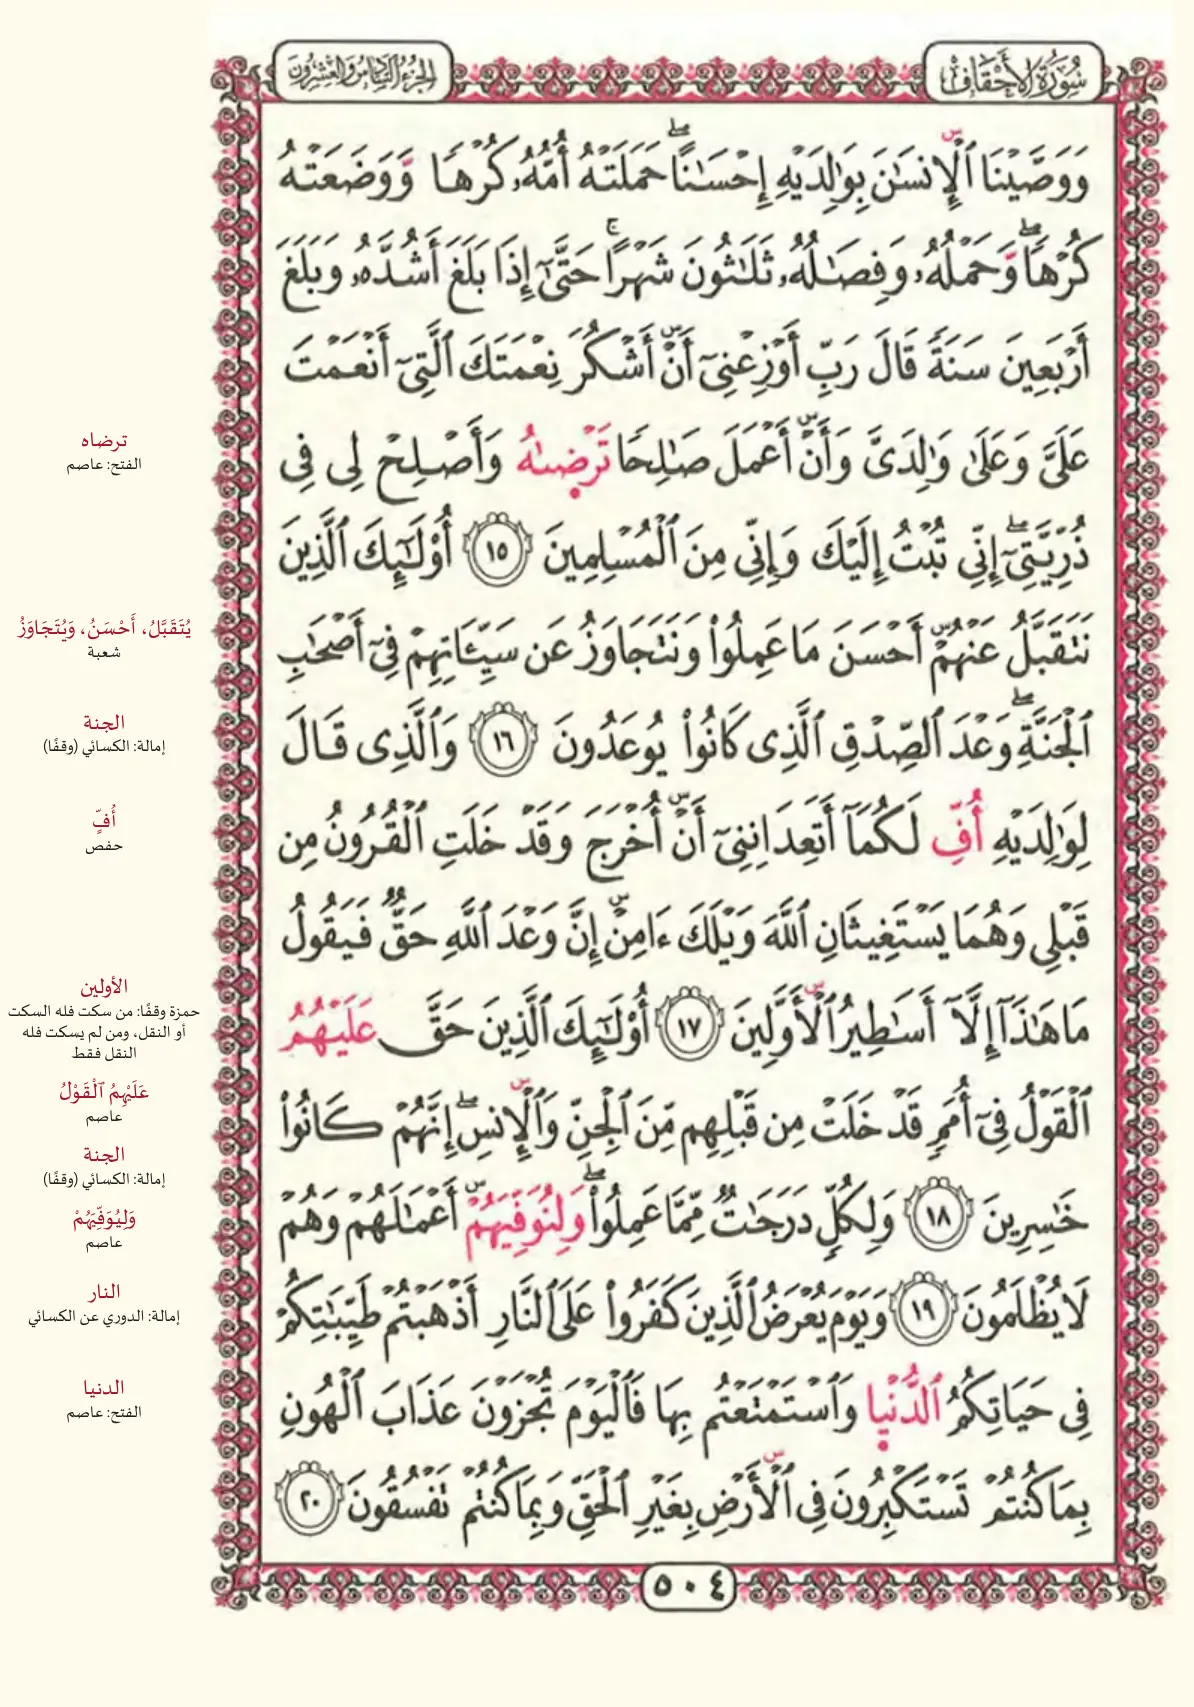 سُورَةُ الأَحْقَافِ
الجُزْءُ السَّادِسُ وَالعِشْرُونَ
وَوَصَّيْنَا ٱلْإِنسَٰنَ بِوَٰلِدَيْهِ إِحْسَٰنًاۖ حَمَلَتْهُ أُمُّهُۥ كُرْهًا وَوَضَعَتْهُ
كُرْهًاۖ وَحَمْلُهُۥ وَفِصَٰلُهُۥ ثَلَٰثُونَ شَهْرًاۚ حَتَّىٰٓ إِذَا بَلَغَ أَشُدَّهُۥ وَبَلَغَ
أَرْبَعِينَ سَنَةً قَالَ رَبِّ أَوْزِعْنِىٓ أَنْ أَشْكُرَ نِعْمَتَكَ ٱلَّتِىٓ أَنْعَمْتَ
عَلَىَّ وَعَلَىٰ وَٰلِدَىَّ وَأَنْ أَعْمَلَ صَٰلِحًا تَرْضَىٰهُ وَأَصْلِحْ لِى فِى
ذُرِّيَّتِىٓۖ إِنِّى تُبْتُ إِلَيْكَ وَإِنِّى مِنَ ٱلْمُسْلِمِينَ ١٥ أُو۟لَٰٓئِكَ ٱلَّذِينَ
نَتَقَبَّلُ عَنْهُمْ أَحْسَنَ مَا عَمِلُوا۟ وَنَتَجَاوَزُ عَن سَيِّـَٔاتِهِمْ فِىٓ أَصْحَٰبِ
ٱلْجَنَّةِۖ وَعْدَ ٱلصِّدْقِ ٱلَّذِى كَانُوا۟ يُوعَدُونَ ١٦ وَٱلَّذِى قَالَ
لِوَٰلِدَيْهِ أُفِّ لَكُمَآ أَتَعِدَانِنِىٓ أَنْ أُخْرَجَ وَقَدْ خَلَتِ ٱلْقُرُونُ مِن
قَبْلِى وَهُمَا يَسْتَغِيثَانِ ٱللَّهَ وَيْلَكَ ءَامِنْ إِنَّ وَعْدَ ٱللَّهِ حَقٌّ فَيَقُولُ
مَا هَٰذَآ إِلَّآ أَسَٰطِيرُ ٱلْأَوَّلِينَ ١٧ أُو۟لَٰٓئِكَ ٱلَّذِينَ حَقَّ عَلَيْهُمُ
ٱلْقَوْلُ فِىٓ أُمَمٍ قَدْ خَلَتْ مِن قَبْلِهِم مِّنَ ٱلْجِنِّ وَٱلْإِنسِۖ إِنَّهُمْ كَانُوا۟
خَٰسِرِينَ ١٨ وَلِكُلٍّ دَرَجَٰتٌ مِّمَّا عَمِلُوا۟ۖ وَلِنُوَفِّيَهُمْ أَعْمَٰلَهُمْ وَهُمْ
لَا يُظْلَمُونَ ١٩ وَيَوْمَ يُعْرَضُ ٱلَّذِينَ كَفَرُوا۟ عَلَى ٱلنَّارِ أَذْهَبْتُمْ طَيِّبَٰتِكُمْ
فِى حَيَاتِكُمُ ٱلدُّنْيَا وَٱسْتَمْتَعْتُم بِهَا فَٱلْيَوْمَ تُجْزَوْنَ عَذَابَ ٱلْهُونِ
بِمَا كُنتُمْ تَسْتَكْبِرُونَ فِى ٱلْأَرْضِ بِغَيْرِ ٱلْحَقِّ وَبِمَا كُنتُمْ تَفْسُقُونَ ٢٠
٥٠٤
ترضاه
الفتح: عاصم
يُتَقَبَّلُ، أَحْسَنُ، وَيُتَجَاوَزُ
شعبة
الجنة
إمالة: الكسائي (وقفًا)
أُفٍّ
حفص
الأولين
حمزة وقفًا: من سكت فله السكت
أو النقل، ومن لم يسكت فله
النقل فقط
عَلَيْهِمُ ٱلْقَوْلُ
عاصم
الجنة
إمالة: الكسائي (وقفًا)
وَلِيُوَفِّيَهُمْ
عاصم
النار
إمالة: الدوري عن الكسائي
الدنيا
الفتح: عاصم